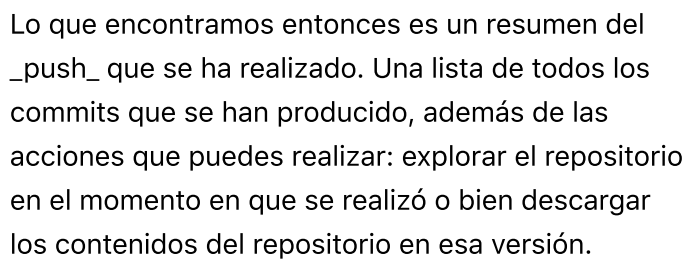 Lo que encontramos entonces es un resumen del
_push_ que se ha realizado. Una lista de todos los
commits que se han producido, además de las
acciones que puedes realizar: explorar el repositorio
en el momento en que se realizó o bien descargar
los contenidos del repositorio en esa versión.